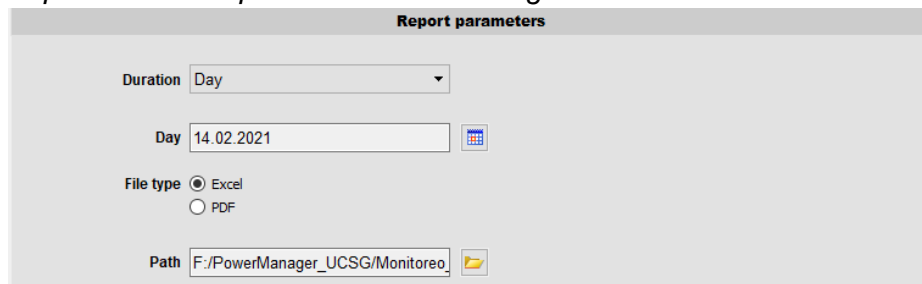 Report parameters
Duration Day
Day 14.02.2021
File type Excel
PDF
Path F:/PowerManager_UCSG/Monitoreo_